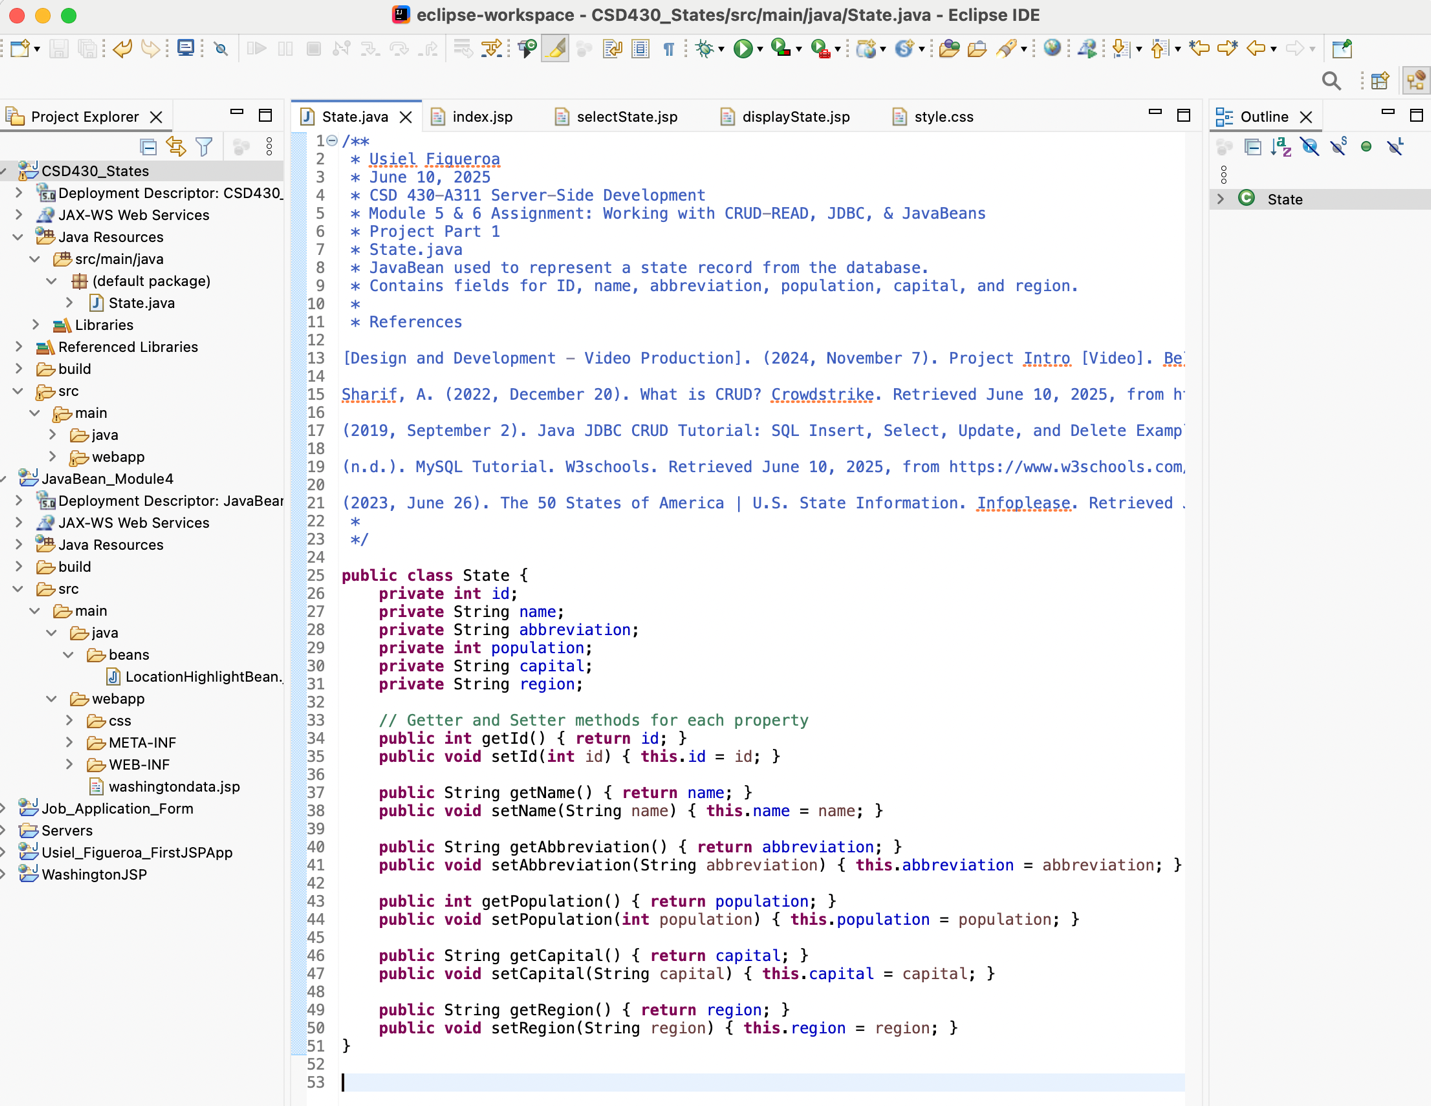 eclipse-workspace - CSD430_States/src/main/java/State.java - Eclipse IDE
Project Explorer
State.java
index.jsp
selectState.jsp
displayState.jsp
style.css
Outline
CSD430_States
Deployment Descriptor: CSD430_
JAX-WS Web Services
Java Resources
src/main/java
(default package)
State.java
Libraries
Referenced Libraries
build
src
main
java
webapp
JavaBean_Module4
Deployment Descriptor: JavaBean
JAX-WS Web Services
Java Resources
build
src
main
java
beans
LocationHighlightBean.
webapp
css
META-INF
WEB-INF
washingtondata.jsp
Job_Application_Form
Servers
Usiel_Figueroa_FirstJSPApp
WashingtonJSP
1 /**
2  * Usiel Figueroa
3  * June 10, 2025
4  * CSD 430-A311 Server-Side Development
5  * Module 5 & 6 Assignment: Working with CRUD-READ, JDBC, & JavaBeans
6  * Project Part 1
7  * State.java
8  * JavaBean used to represent a state record from the database.
9  * Contains fields for ID, name, abbreviation, population, capital, and region.
10  *
11  * References
12
13 [Design and Development - Video Production]. (2024, November 7). Project Intro [Video]. Be
14
15 Sharif, A. (2022, December 20). What is CRUD? Crowdstrike. Retrieved June 10, 2025, from h
16
17 (2019, September 2). Java JDBC CRUD Tutorial: SQL Insert, Select, Update, and Delete Examp
18
19 (n.d.). MySQL Tutorial. W3schools. Retrieved June 10, 2025, from https://www.w3schools.com
20
21 (2023, June 26). The 50 States of America | U.S. State Information. Infoplease. Retrieved
22  *
23  */
24
25 public class State {
26     private int id;
27     private String name;
28     private String abbreviation;
29     private int population;
30     private String capital;
31     private String region;
32
33     // Getter and Setter methods for each property
34     public int getId() { return id; }
35     public void setId(int id) { this.id = id; }
36
37     public String getName() { return name; }
38     public void setName(String name) { this.name = name; }
39
40     public String getAbbreviation() { return abbreviation; }
41     public void setAbbreviation(String abbreviation) { this.abbreviation = abbreviation; }
42
43     public int getPopulation() { return population; }
44     public void setPopulation(int population) { this.population = population; }
45
46     public String getCapital() { return capital; }
47     public void setCapital(String capital) { this.capital = capital; }
48
49     public String getRegion() { return region; }
50     public void setRegion(String region) { this.region = region; }
51 }
52
53
State